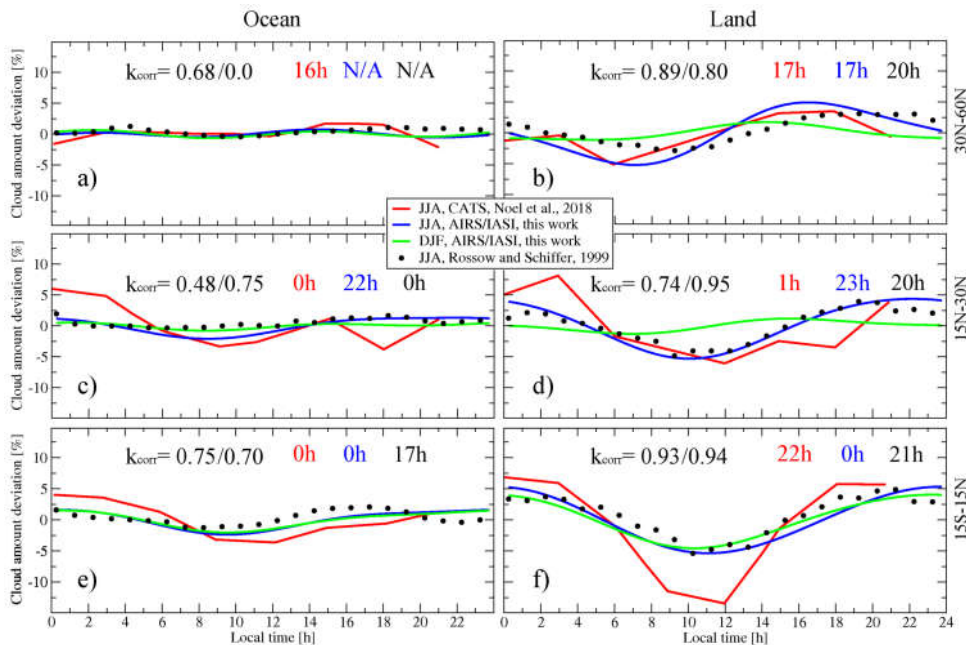 Ocean
Land
Cloud amount deviation [%]
10
5
0
-5
-10
k_corr = 0.68/0.0 16h N/A N/A
a)
k_corr = 0.89/0.80 17h 17h 20h
b)
30N-60N
JJA, CATS, Noel et al., 2018
JJA, AIRS/IASI, this work
DJF, AIRS/IASI, this work
JJA, Rossow and Schiffer, 1999
Cloud amount deviation [%]
10
5
0
-5
-10
k_corr = 0.48/0.75 0h 22h 0h
c)
k_corr = 0.74/0.95 1h 23h 20h
d)
15N-30N
Cloud amount deviation [%]
10
5
0
-5
-10
k_corr = 0.75/0.70 0h 0h 17h
e)
k_corr = 0.93/0.94 22h 0h 21h
f)
15S-15N
0 2 4 6 8 10 12 14 16 18 20 22
Local time [h]
0 2 4 6 8 10 12 14 16 18 20 22 24
Local time [h]